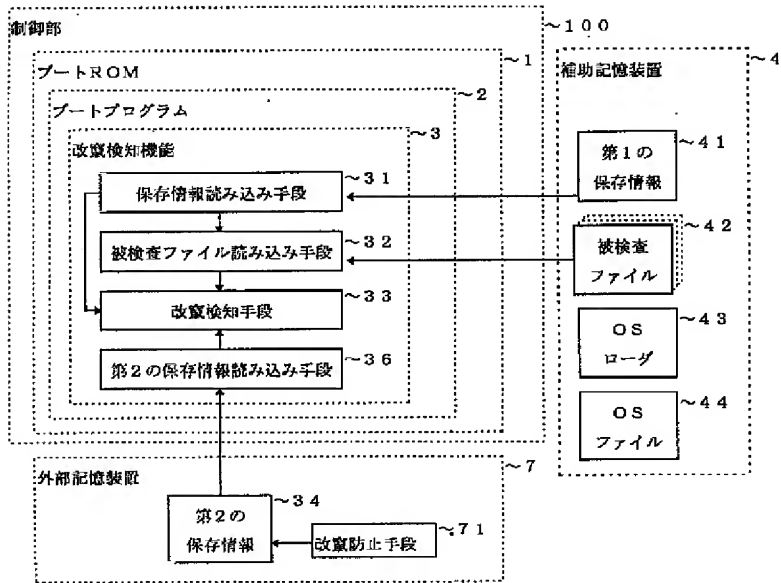 制御部
～100
ブートROM
～1
ブートプログラム
～2
改竄検知機能
～3
保存情報読み込み手段
～31
被検査ファイル読み込み手段
～32
改竄検知手段
～33
第2の保存情報読み込み手段
～36
補助記憶装置
～4
第1の
保存情報
～41
被検査
ファイル
～42
OS
ローダ
～43
OS
ファイル
～44
外部記憶装置
～7
第2の
保存情報
～34
改竄防止手段
～71